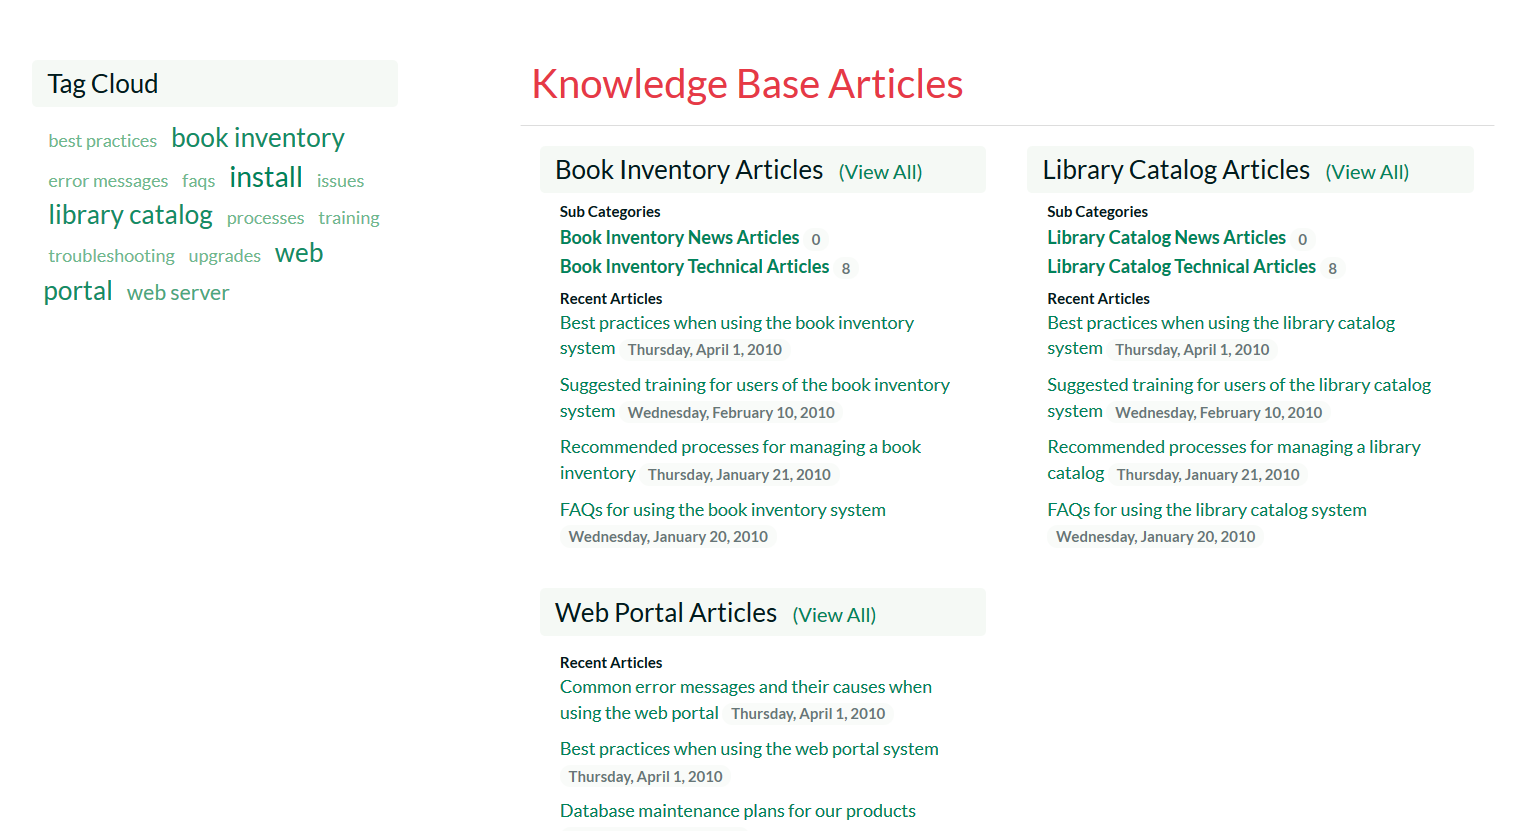 Tag Cloud
best practices book inventory
error messages faqs install issues
library catalog processes training
troubleshooting upgrades web
portal web server
Knowledge Base Articles
Book Inventory Articles (View All)
Sub Categories
Book Inventory News Articles 0
Book Inventory Technical Articles 8
Recent Articles
Best practices when using the book inventory
system Thursday, April 1, 2010
Suggested training for users of the book inventory
system Wednesday, February 10, 2010
Recommended processes for managing a book
inventory Thursday, January 21, 2010
FAQs for using the book inventory system
Wednesday, January 20, 2010
Library Catalog Articles (View All)
Sub Categories
Library Catalog News Articles 0
Library Catalog Technical Articles 8
Recent Articles
Best practices when using the library catalog
system Thursday, April 1, 2010
Suggested training for users of the library catalog
system Wednesday, February 10, 2010
Recommended processes for managing a library
catalog Thursday, January 21, 2010
FAQs for using the library catalog system
Wednesday, January 20, 2010
Web Portal Articles (View All)
Recent Articles
Common error messages and their causes when
using the web portal Thursday, April 1, 2010
Best practices when using the web portal system
Thursday, April 1, 2010
Database maintenance plans for our products